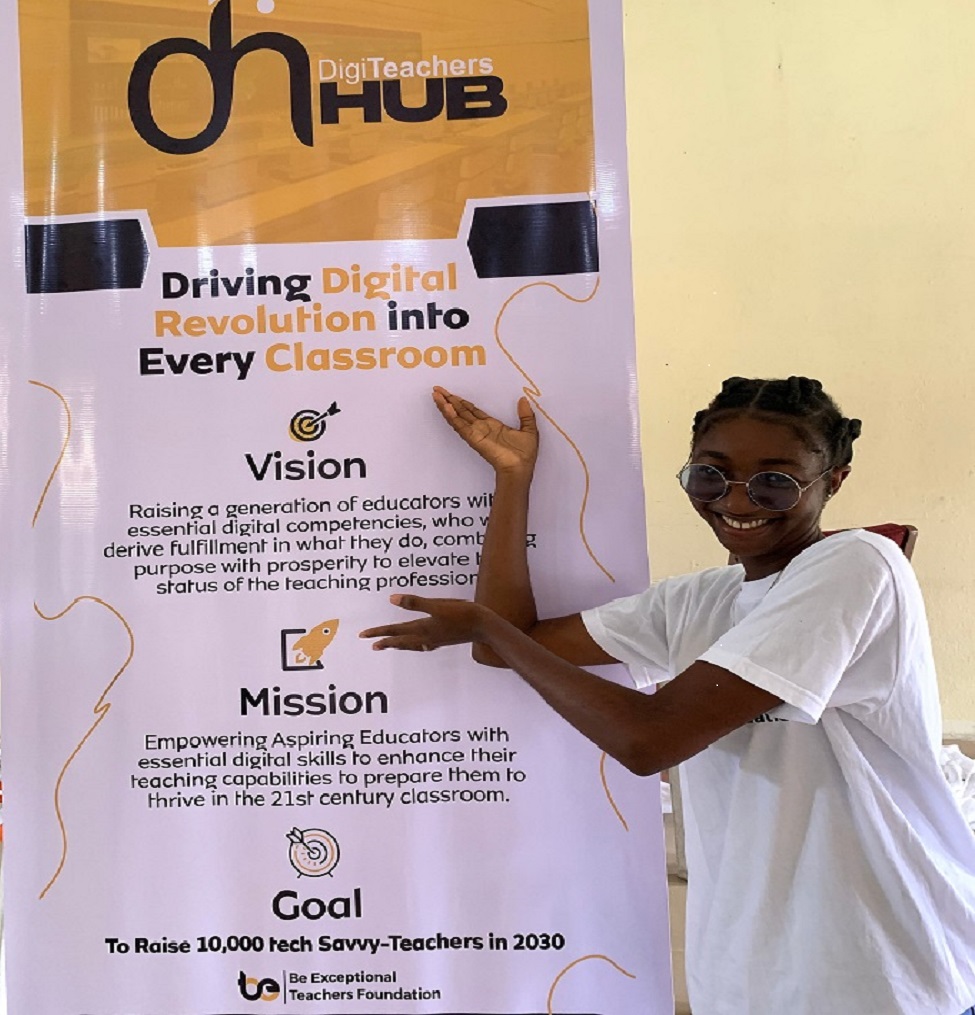 dh
DigiTeachers
HUB
Driving Digital
Revolution into
Every Classroom
Vision
Raising a generation of educators
essential digital competencies, who
derive fulfillment in what they do,
purpose with prosperity to elevate
status of the teaching profession
Mission
Empowering Aspiring Educators with
essential digital skills to enhance their
teaching capabilities to prepare them to
thrive in the 21st century classroom.
Goal
To Raise 10,000 tech Savvy-Teachers in 2030
be
Be Exceptional
Teachers Foundation